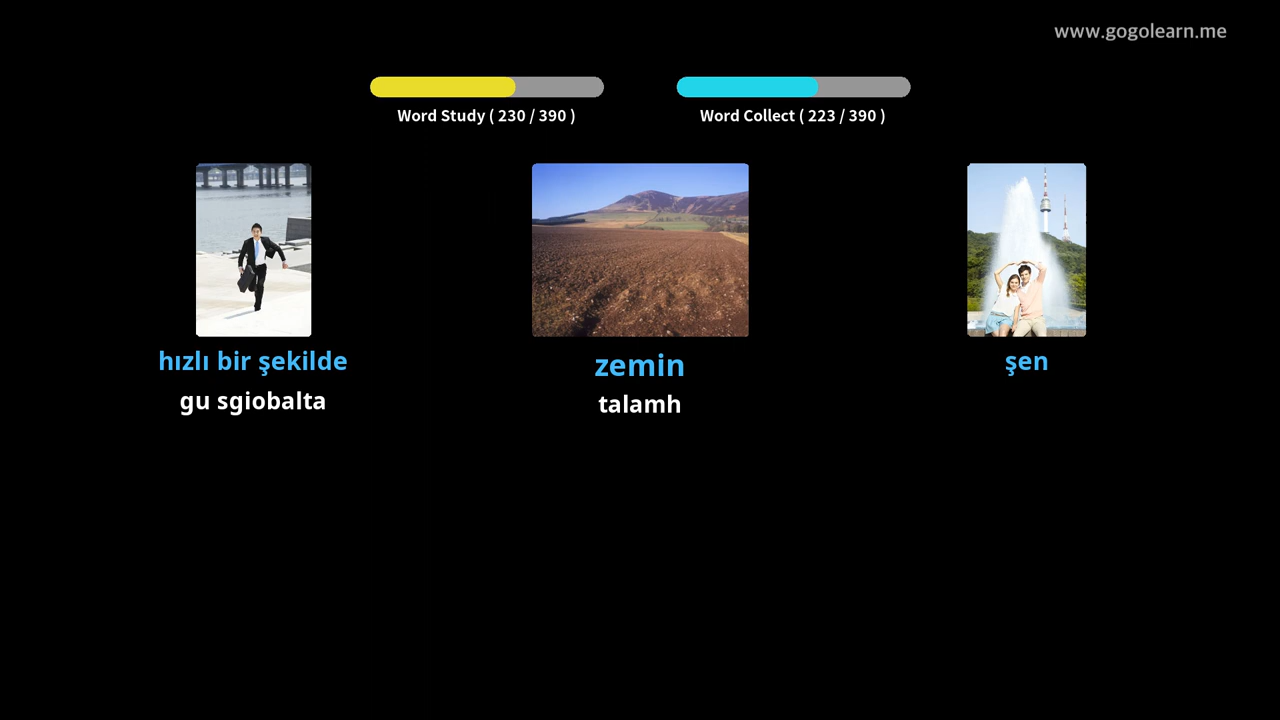 www.gogolearn.me
Word Study ( 230 / 390 )
Word Collect ( 223 / 390 )
hızlı bir şekilde
zemin
şen
gu sgiobalta
talamh